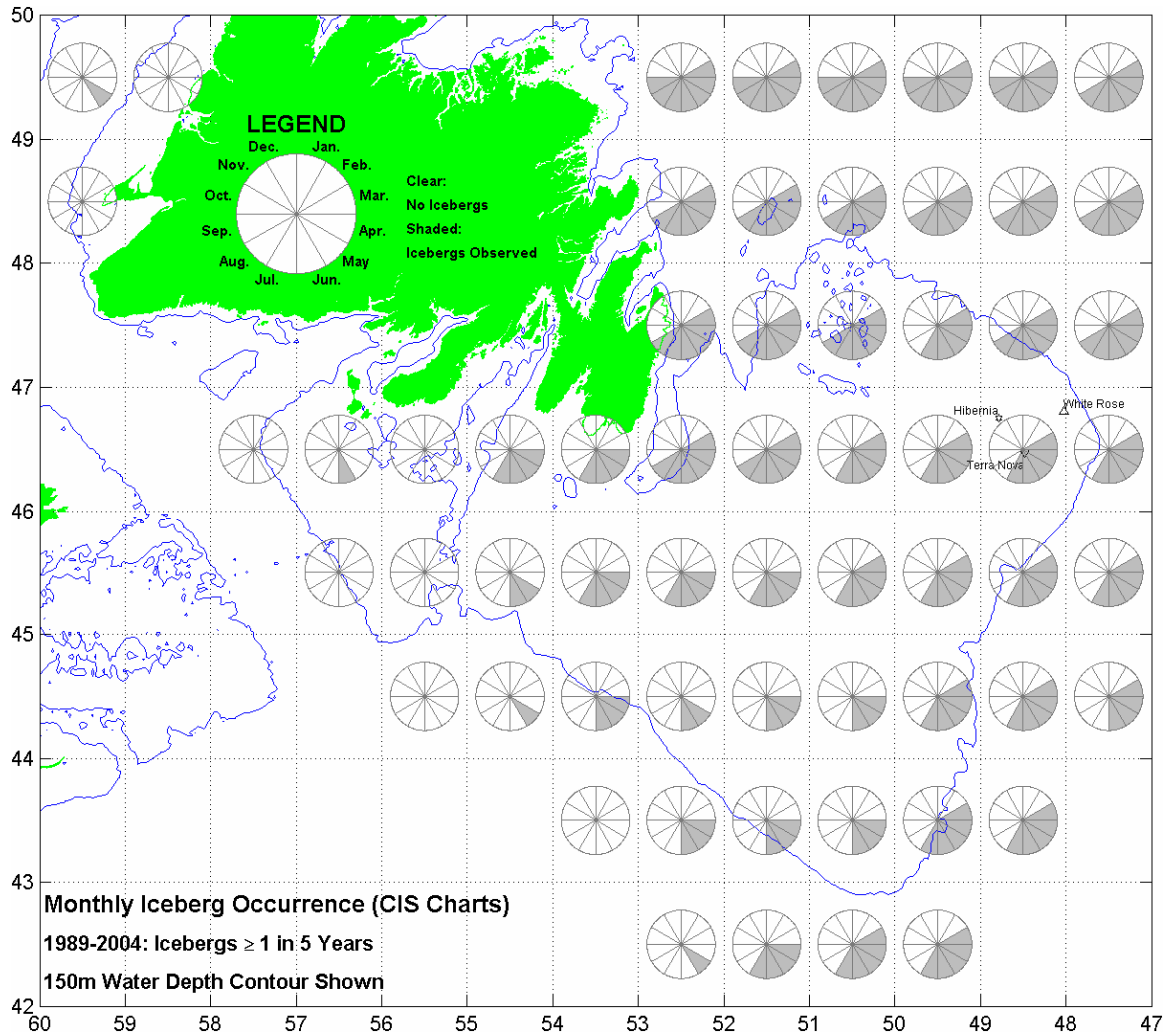 50
49
48
47
46
45
44
43
42
LEGEND
Dec. Jan.
Nov. Feb.
Oct. Mar.
Sep. Apr.
Aug. May
Jul. Jun.
Clear:
No Icebergs
Shaded:
Icebergs Observed
White Rose
Hibernia
Terra Nova
Monthly Iceberg Occurrence (CIS Charts)
1989-2004: Icebergs ≥ 1 in 5 Years
150m Water Depth Contour Shown
60 59 58 57 56 55 54 53 52 51 50 49 48 47